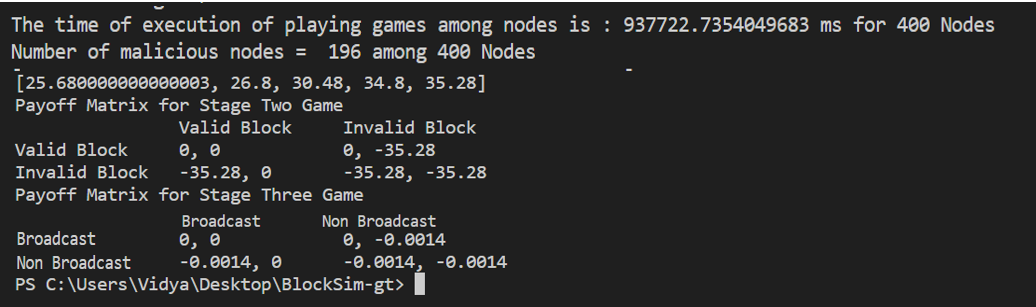 The time of execution of playing games among nodes is : 937722.7354049683 ms for 400 Nodes
Number of malicious nodes =  196 among 400 Nodes
[25.680000000000003, 26.8, 30.48, 34.8, 35.28]
Payoff Matrix for Stage Two Game
Valid Block Invalid Block
Valid Block 0, 0 0, -35.28
Invalid Block -35.28, 0 -35.28, -35.28
Payoff Matrix for Stage Three Game
Broadcast Non Broadcast
Broadcast 0, 0 0, -0.0014
Non Broadcast -0.0014, 0 -0.0014, -0.0014
PS C:\Users\Vidya\Desktop\BlockSim-gt>